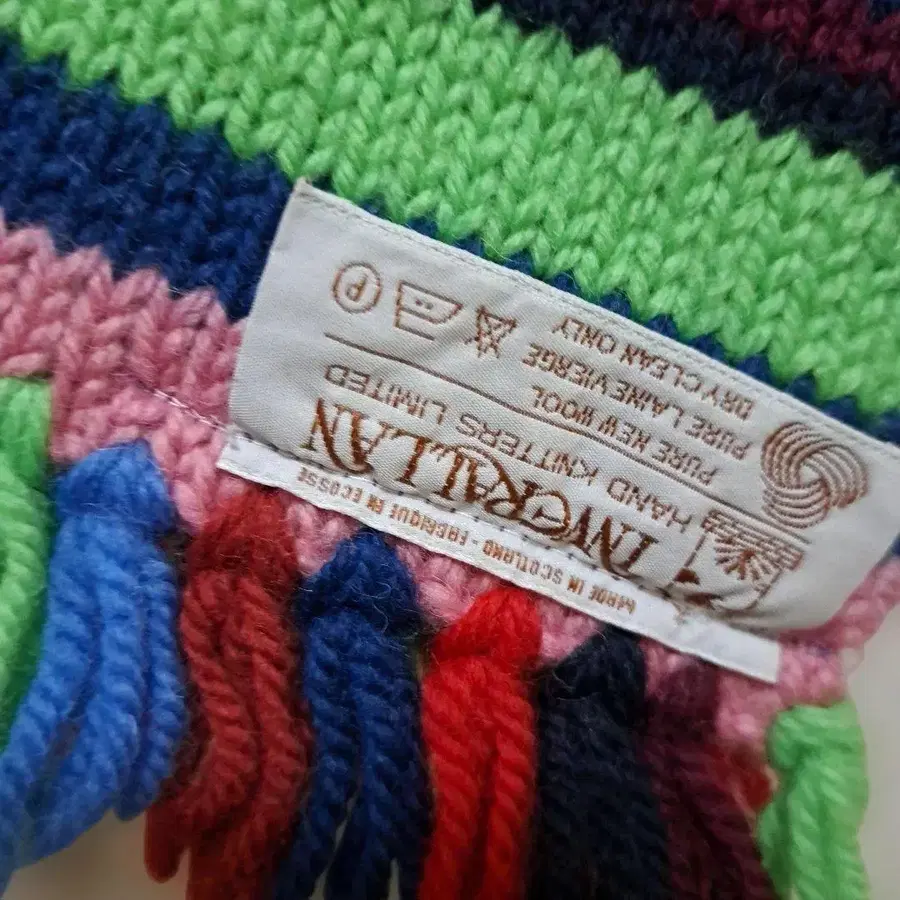 INVERALLAN
HAND KNITTERS LIMITED
PURE NEW WOOL
PURE LAINE VIERGE
DRY CLEAN ONLY
P
MADE IN SCOTLAND - FABRIQUE EN ECOSSE